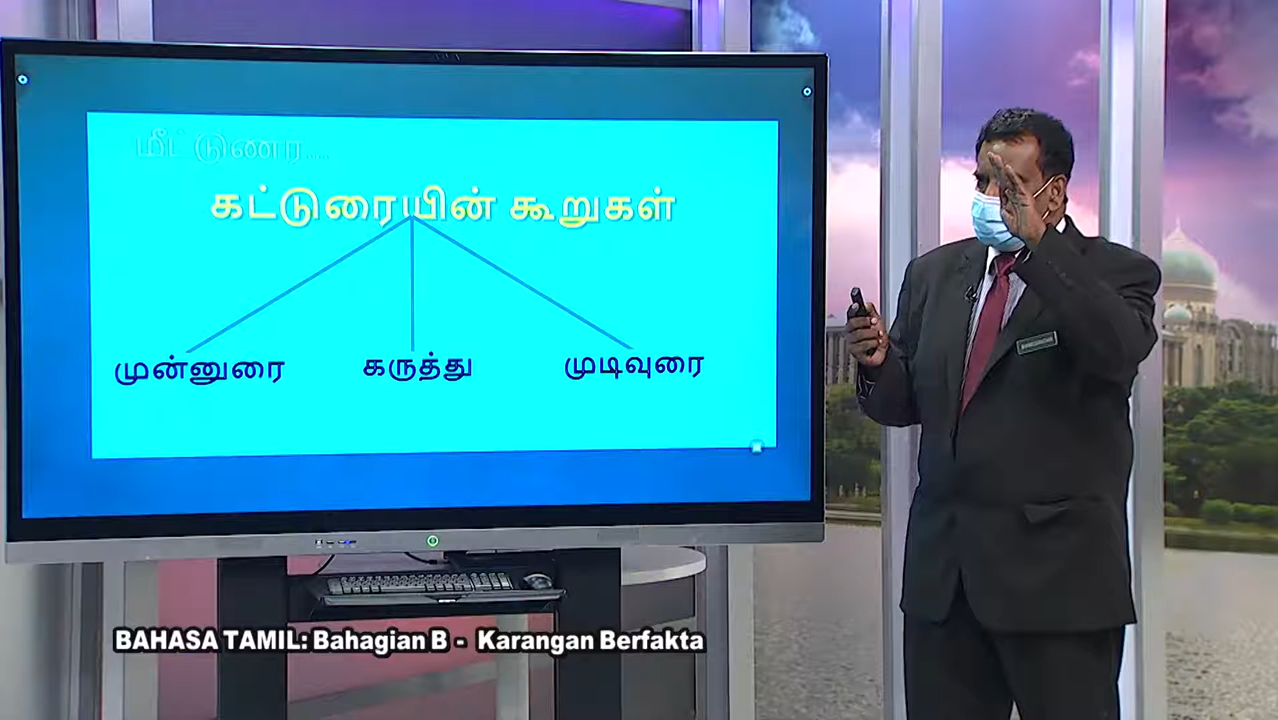 மீட்டுணர....
கட்டுரையின் கூறுகள்
முன்னுரை கருத்து முடிவுரை
BAHASA TAMIL: Bahagian B - Karangan Berfakta